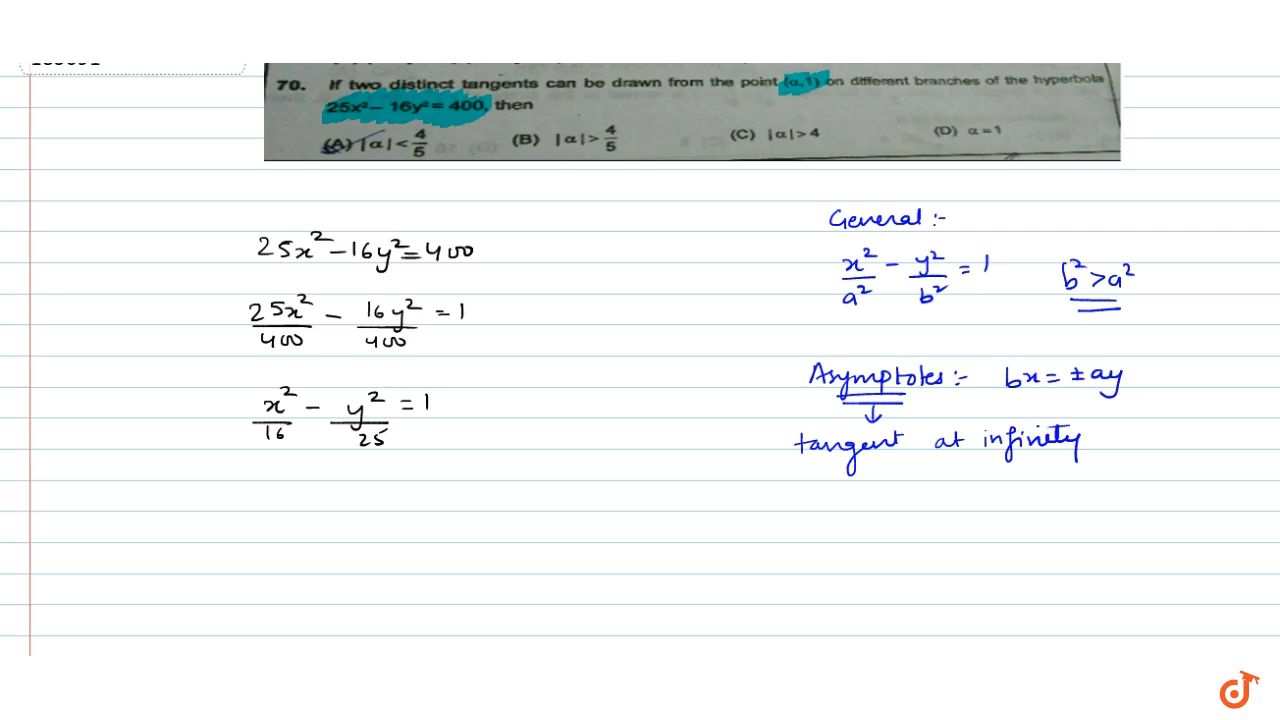 70. If two distinct tangents can be drawn from the point (α, 1) on different branches of the hyperbola
25x² – 16y² = 400, then
(A) |α| < 4/5 (B) |α| > 4/5 (C) |α| > 4 (D) α = 1
General :-
25x² – 16y² = 400
x²/a² – y²/b² = 1 b² > a²
25x²/400 – 16y²/400 = 1
Asymptotes :- bx = ± ay
x²/16 – y²/25 = 1
tangent at infinity